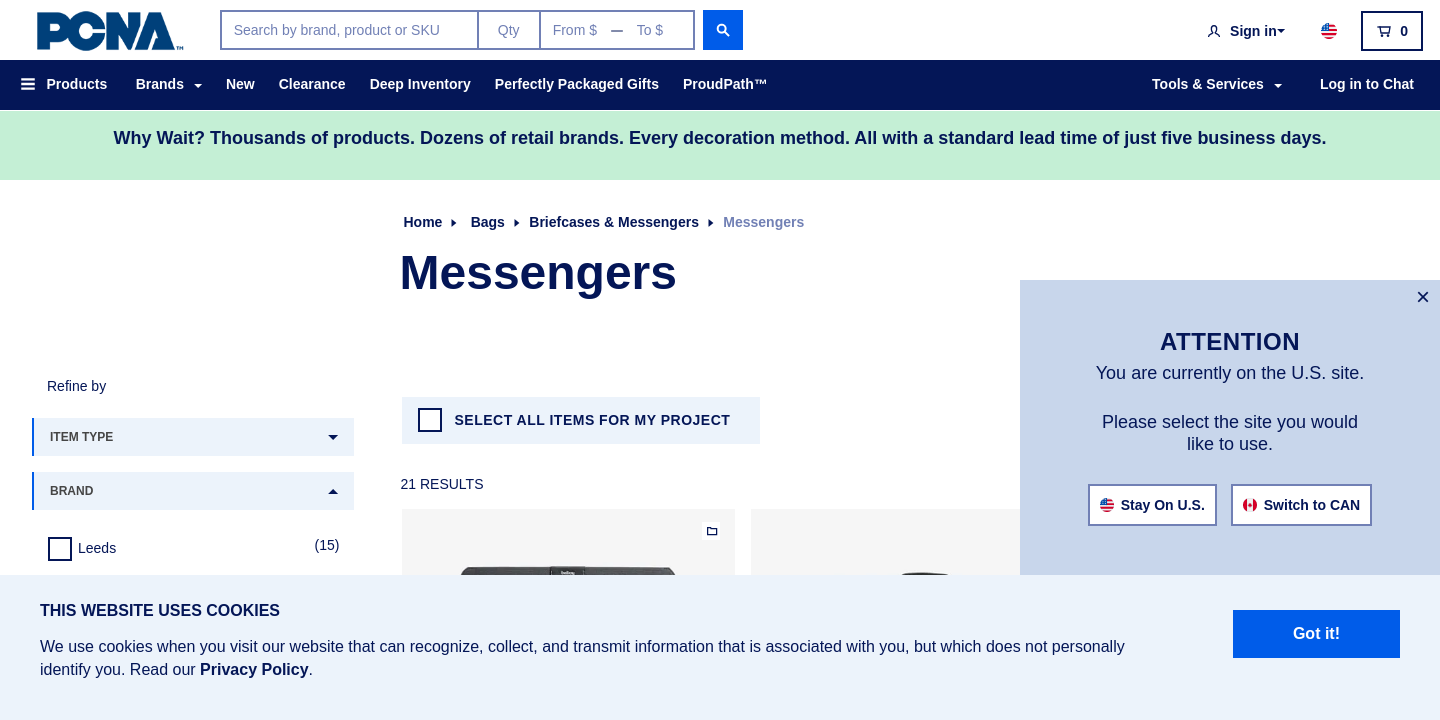 PCNA™
Search by brand, product or SKU
Qty
From $ — To $
Sign in
0
Products
Brands
New
Clearance
Deep Inventory
Perfectly Packaged Gifts
ProudPath™
Tools & Services
Log in to Chat
Why Wait? Thousands of products. Dozens of retail brands. Every decoration method. All with a standard lead time of just five business days.
Home Bags Briefcases & Messengers Messengers
Messengers
Refine by
ITEM TYPE
BRAND
Leeds (15)
SELECT ALL ITEMS FOR MY PROJECT
21 RESULTS
×
ATTENTION
You are currently on the U.S. site.
Please select the site you would
like to use.
Stay On U.S.
Switch to CAN
THIS WEBSITE USES COOKIES
We use cookies when you visit our website that can recognize, collect, and transmit information that is associated with you, but which does not personally
identify you. Read our Privacy Policy.
Got it!